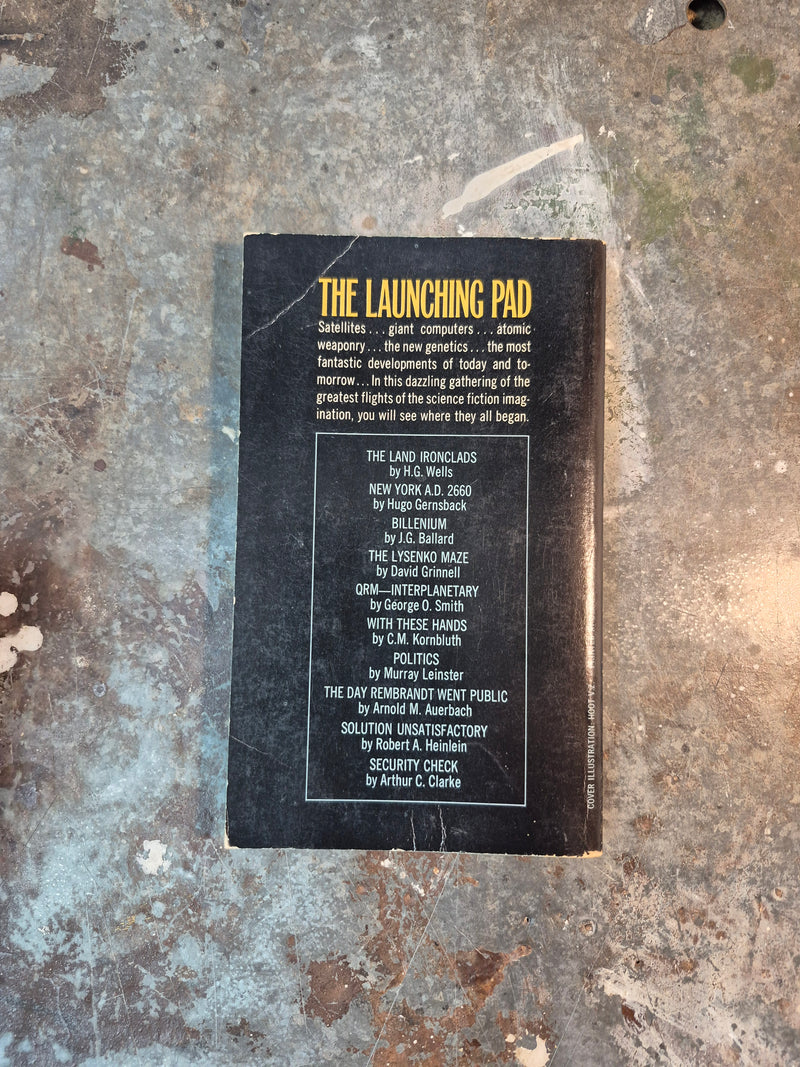 THE LAUNCHING PAD
Satellites . . . giant computers . . . atomic
weaponry . . . the new genetics . . . the most
fantastic developments of today and to-
morrow . . . In this dazzling gathering of the
greatest flights of the science fiction imag-
ination, you will see where they all began.
THE LAND IRONCLADS
by H.G. Wells
NEW YORK A.D. 2660
by Hugo Gernsback
BILLENIUM
by J.G. Ballard
THE LYSENKO MAZE
by David Grinnell
QRM—INTERPLANETARY
by George O. Smith
WITH THESE HANDS
by C.M. Kornbluth
POLITICS
by Murray Leinster
THE DAY REMBRANDT WENT PUBLIC
by Arnold M. Auerbach
SOLUTION UNSATISFACTORY
by Robert A. Heinlein
SECURITY CHECK
by Arthur C. Clarke
COVER ILLUSTRATION HOOT